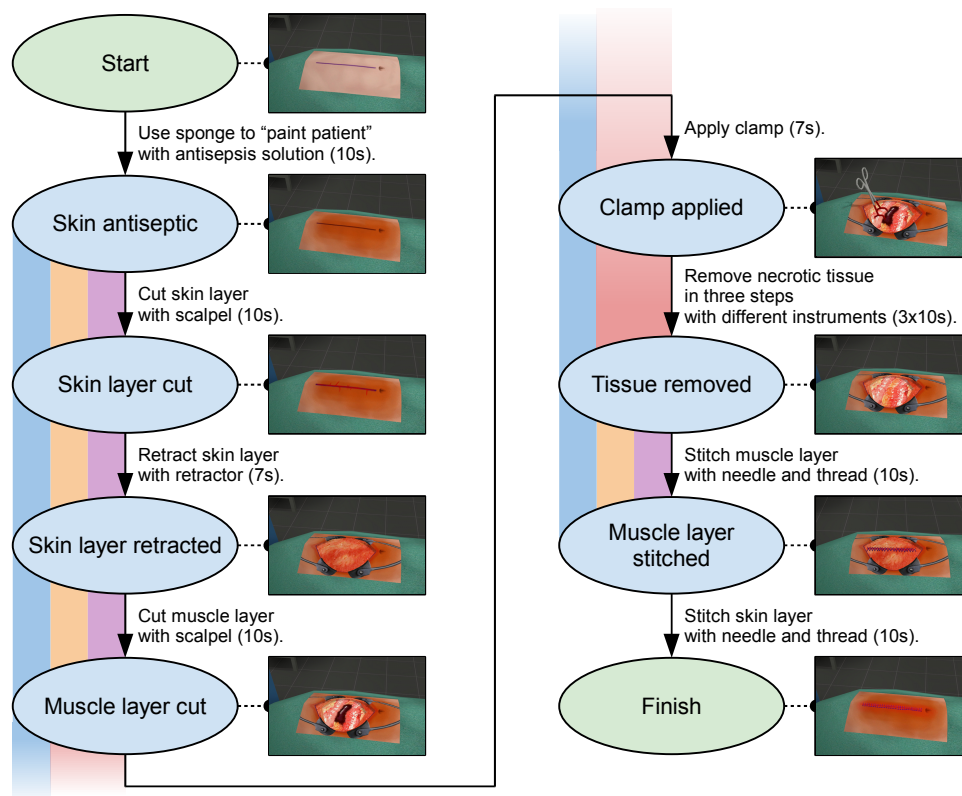 Start
Use sponge to “paint patient”
with antisepsis solution (10s).
Skin antiseptic
Cut skin layer
with scalpel (10s).
Skin layer cut
Retract skin layer
with retractor (7s).
Skin layer retracted
Cut muscle layer
with scalpel (10s).
Muscle layer cut
Apply clamp (7s).
Clamp applied
Remove necrotic tissue
in three steps
with different instruments (3x10s).
Tissue removed
Stitch muscle layer
with needle and thread (10s).
Muscle layer
stitched
Stitch skin layer
with needle and thread (10s).
Finish